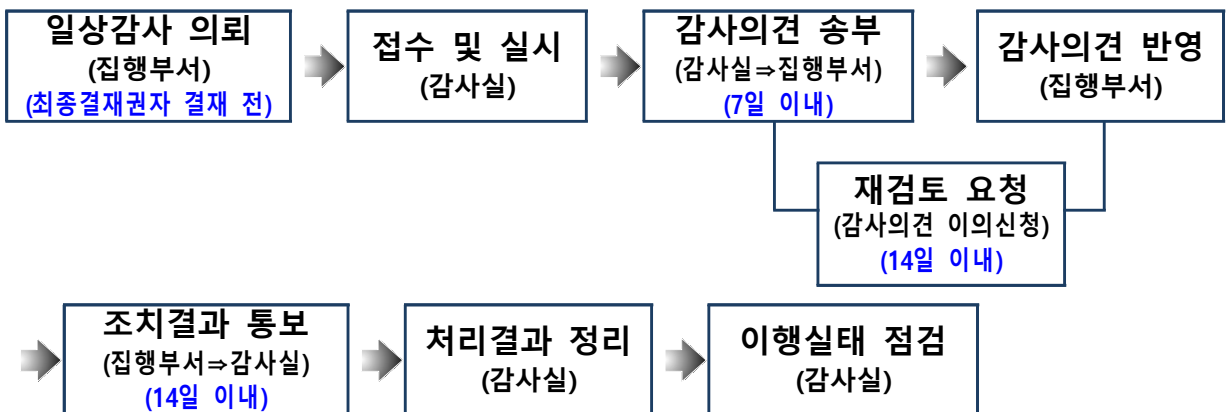 일상감사 의뢰
(집행부서)
(최종결재권자 결재 전)
접수 및 실시
(감사실)
감사의견 송부
(감사실⇒집행부서)
(7일 이내)
감사의견 반영
(집행부서)
재검토 요청
(감사의견 이의신청)
(14일 이내)
조치결과 통보
(집행부서⇒감사실)
(14일 이내)
처리결과 정리
(감사실)
이행실태 점검
(감사실)